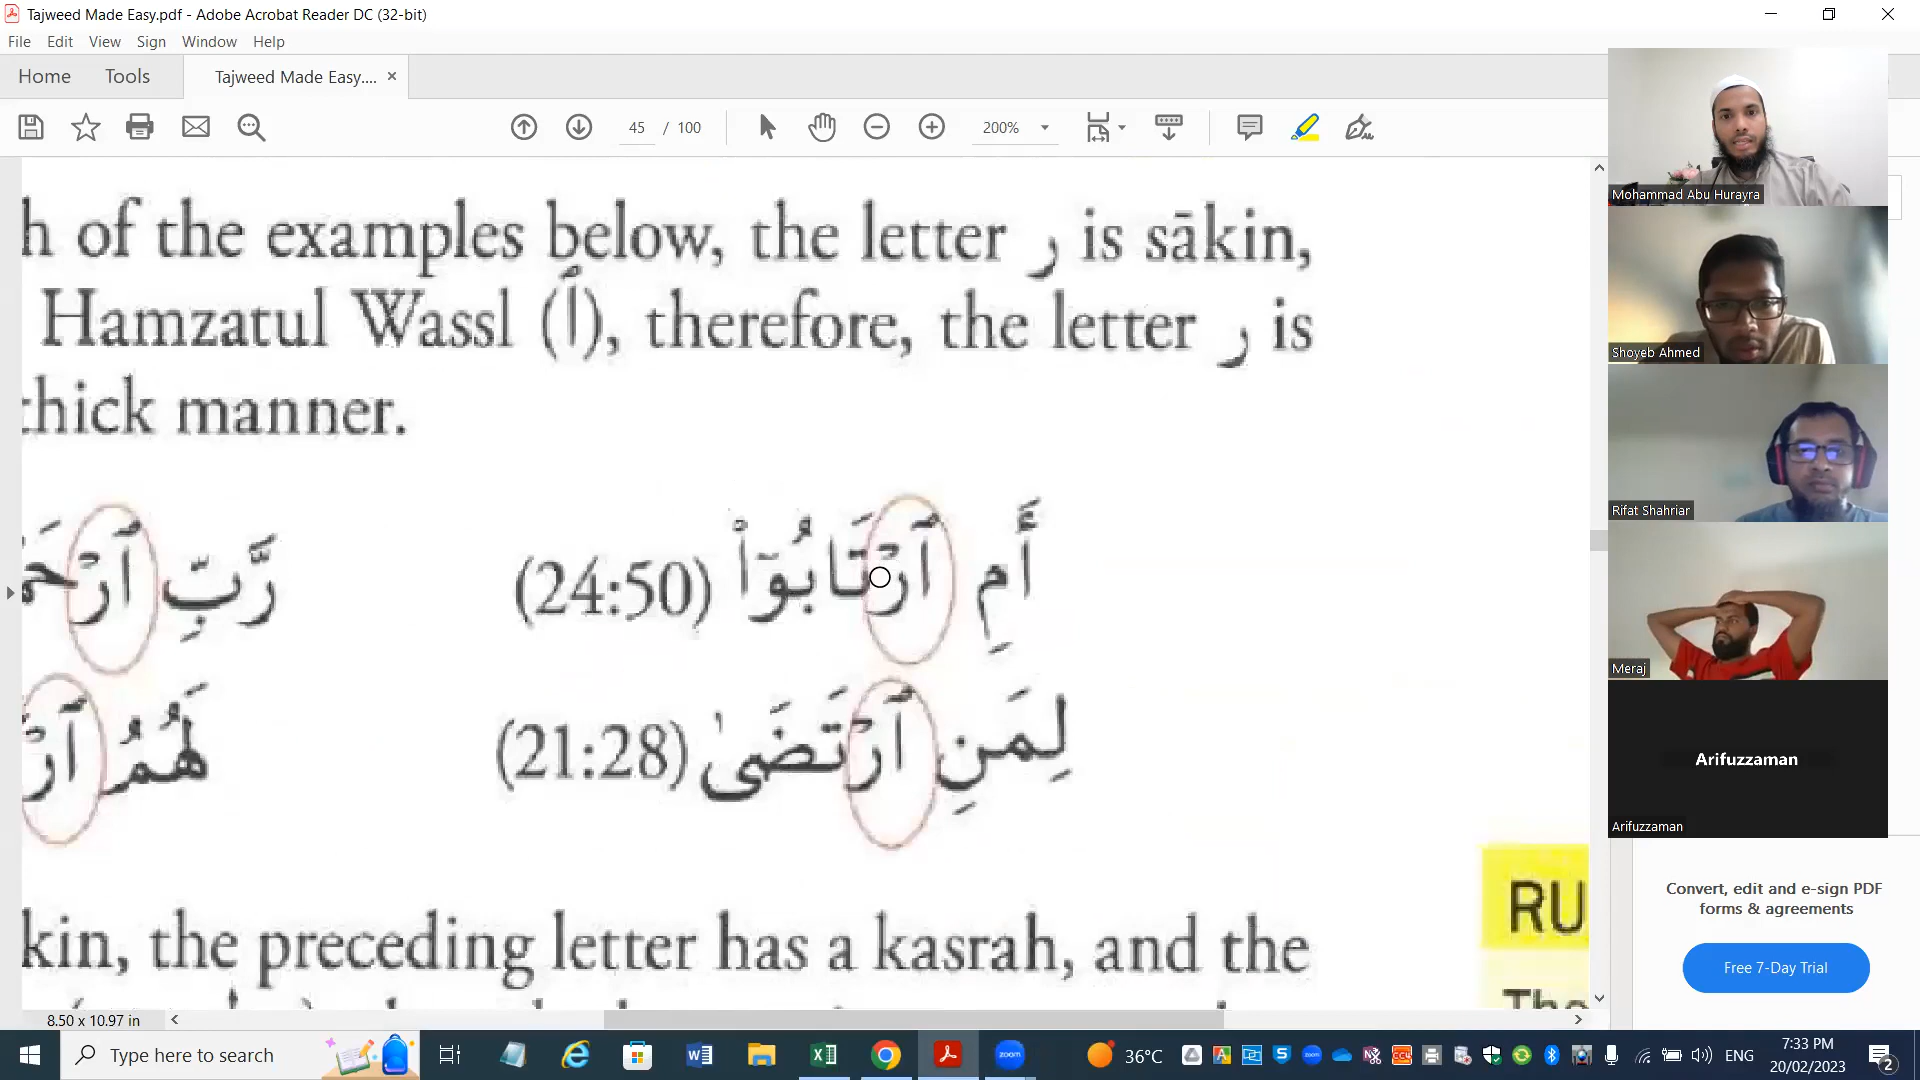 Tajweed Made Easy.pdf - Adobe Acrobat Reader DC (32-bit)
File Edit View Sign Window Help
Home Tools Tajweed Made Easy....
45 / 100 200%
h of the examples below, the letter ر is sākin,
Hamzatul Wassl (ٱ), therefore, the letter ر is
thick manner.
أَمِ ٱرْتَابُوٓا۟ (24:50) رَّبِّ ٱرْحَ
لِمَنِ ٱرْتَضَىٰ (21:28) لَهُمُ ٱرْ
kin, the preceding letter has a kasrah, and the
RU
The
8.50 x 10.97 in
Mohammad Abu Hurayra
Shoyeb Ahmed
Rifat Shahriar
Meraj
Arifuzzaman
Arifuzzaman
Convert, edit and e-sign PDF
forms & agreements
Free 7-Day Trial
Type here to search
zoom
36°C
ENG
7:33 PM
20/02/2023
2